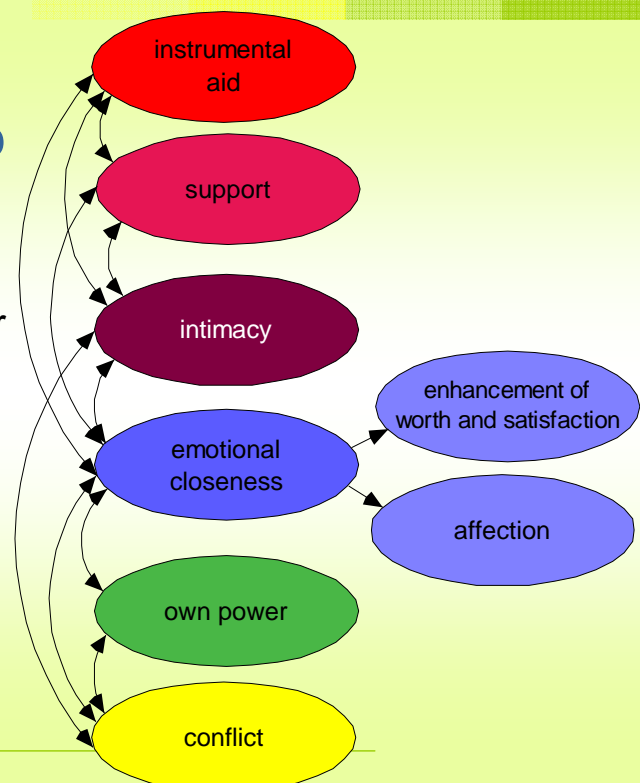 instrumental
aid
support
r
intimacy
enhancement of
worth and satisfaction
emotional
closeness
affection
own power
conflict